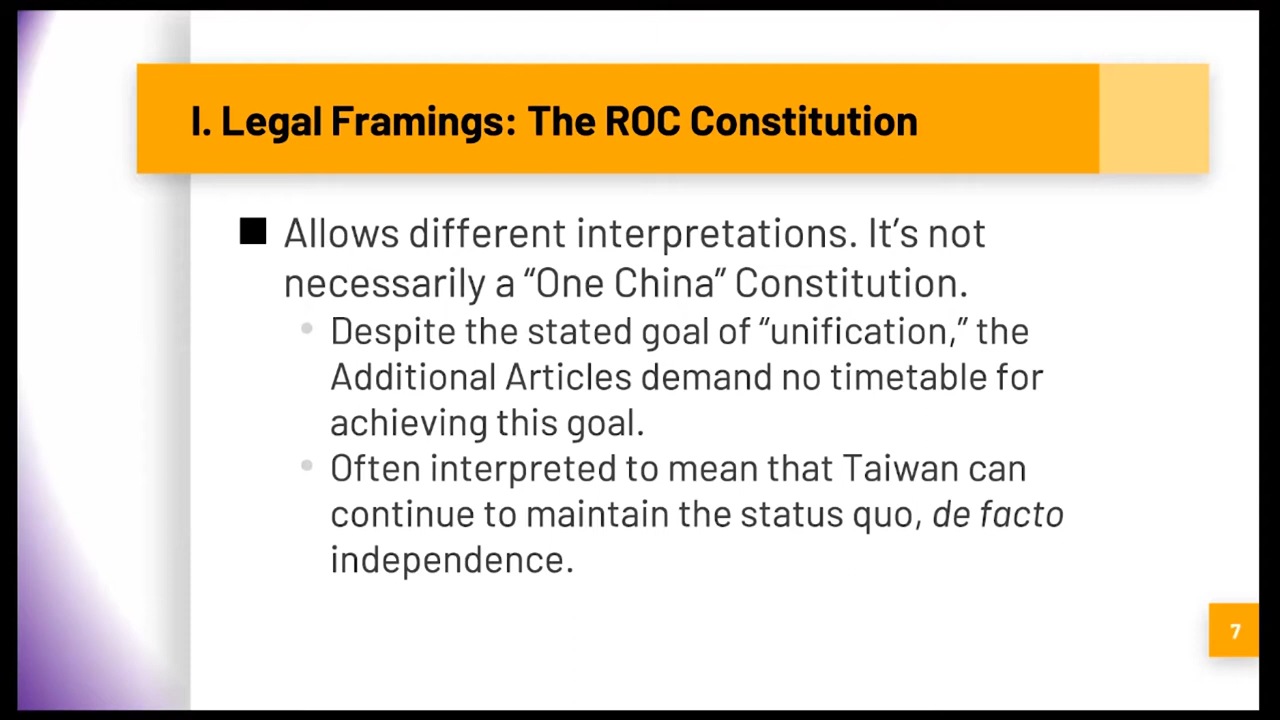 I. Legal Framings: The ROC Constitution
Allows different interpretations. It’s not
necessarily a “One China” Constitution.
Despite the stated goal of “unification,” the
Additional Articles demand no timetable for
achieving this goal.
Often interpreted to mean that Taiwan can
continue to maintain the status quo, de facto
independence.
7